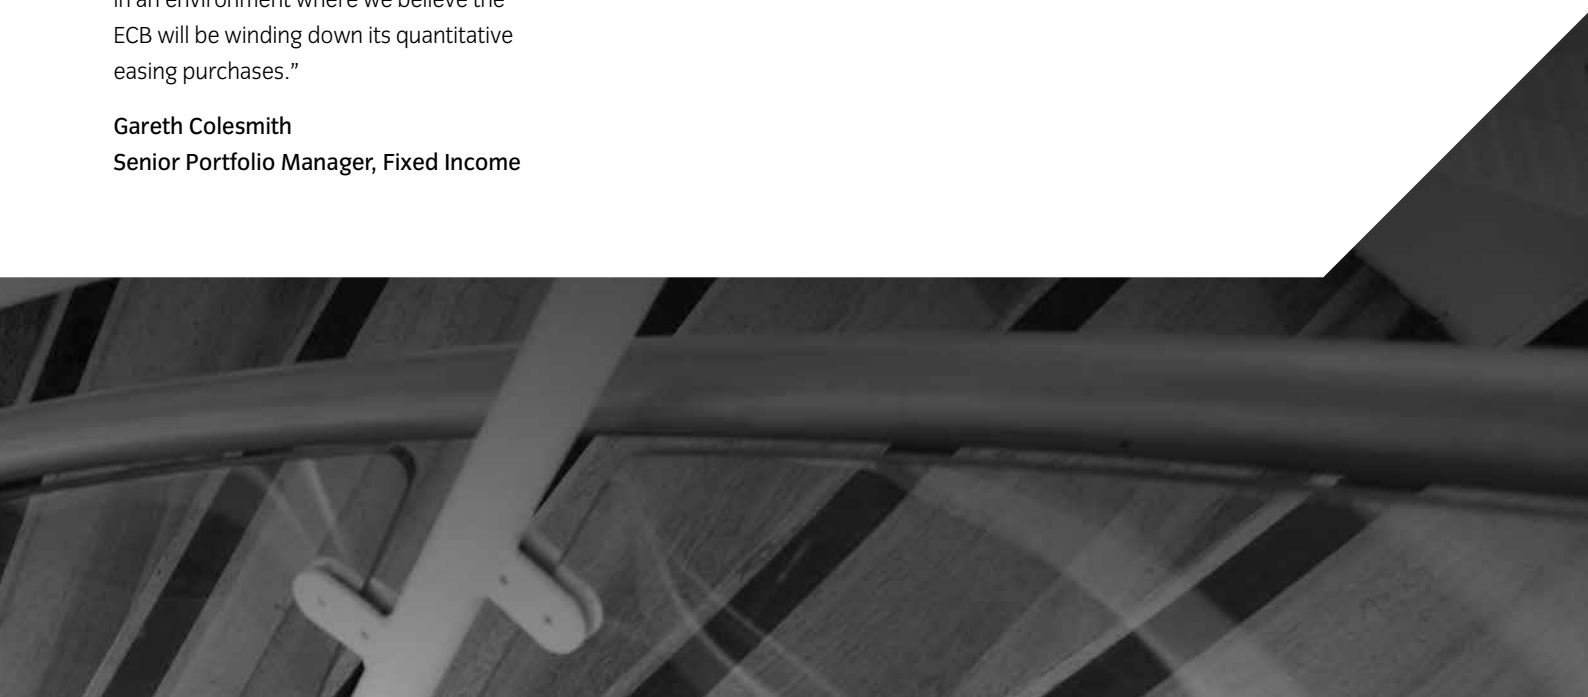 in an environment where we believe the
ECB will be winding down its quantitative
easing purchases.”
Gareth Colesmith
Senior Portfolio Manager, Fixed Income